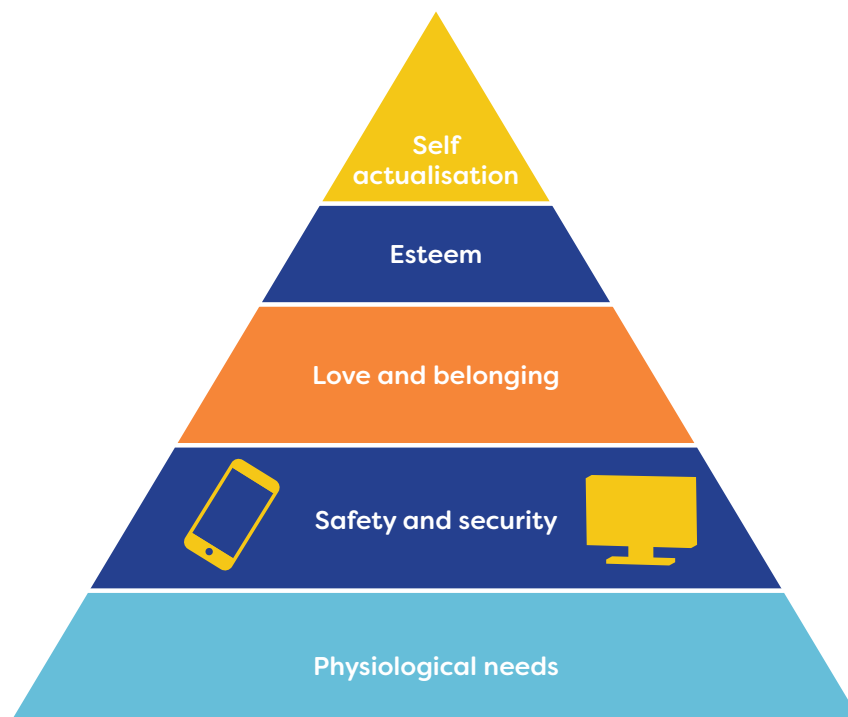 Self
actualisation
Esteem
Love and belonging
Safety and security
Physiological needs